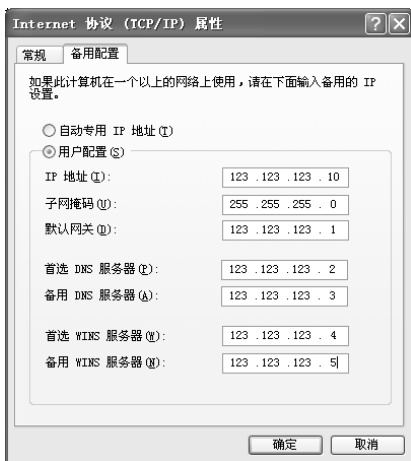 Internet 协议 (TCP/IP) 属性
常规 备用配置
如果此计算机在一个以上的网络上使用，请在下面输入备用的 IP
设置。
自动专用 IP 地址(T)
用户配置(S)
IP 地址(I): 123 .123 .123 . 10
子网掩码(U): 255 .255 .255 . 0
默认网关(D): 123 .123 .123 . 1
首选 DNS 服务器(P): 123 .123 .123 . 2
备用 DNS 服务器(A): 123 .123 .123 . 3
首选 WINS 服务器(W): 123 .123 .123 . 4
备用 WINS 服务器(N): 123 .123 .123 . 5
确定 取消